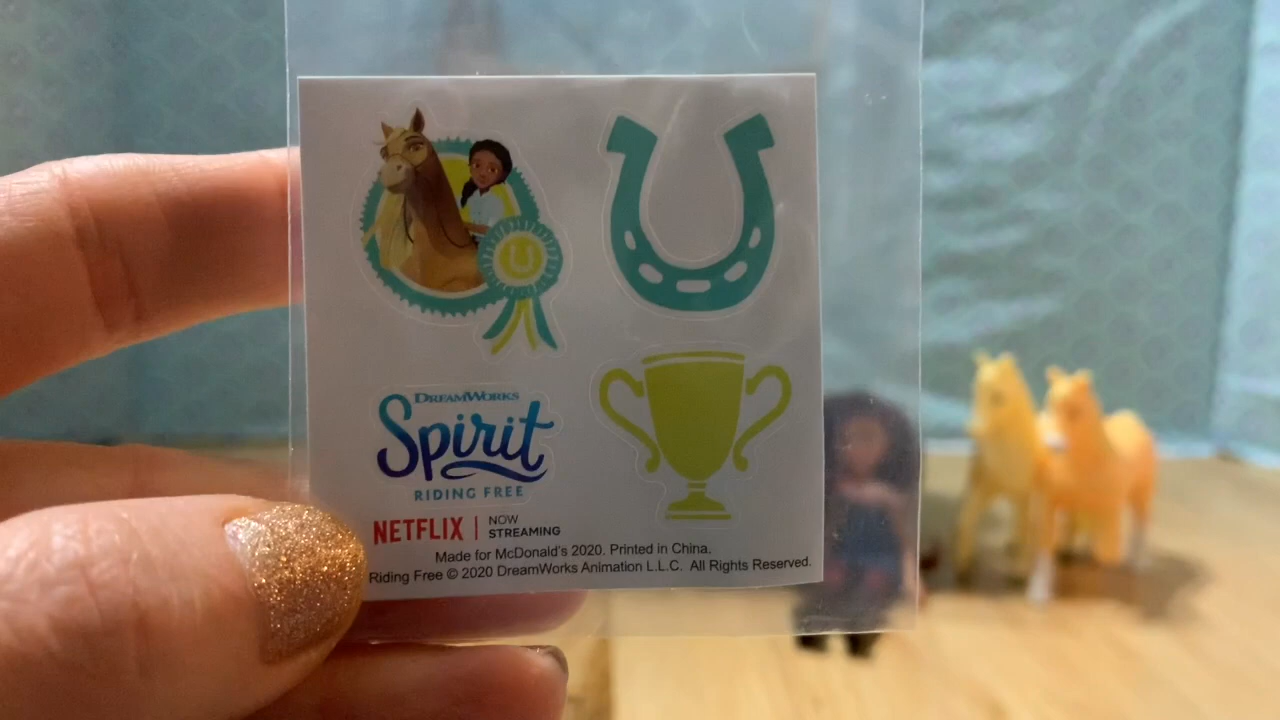 DREAMWORKS
Spirit
RIDING FREE
NETFLIX | NOW STREAMING
Made for McDonald's 2020. Printed in China.
Riding Free © 2020 DreamWorks Animation L.L.C. All Rights Reserved.